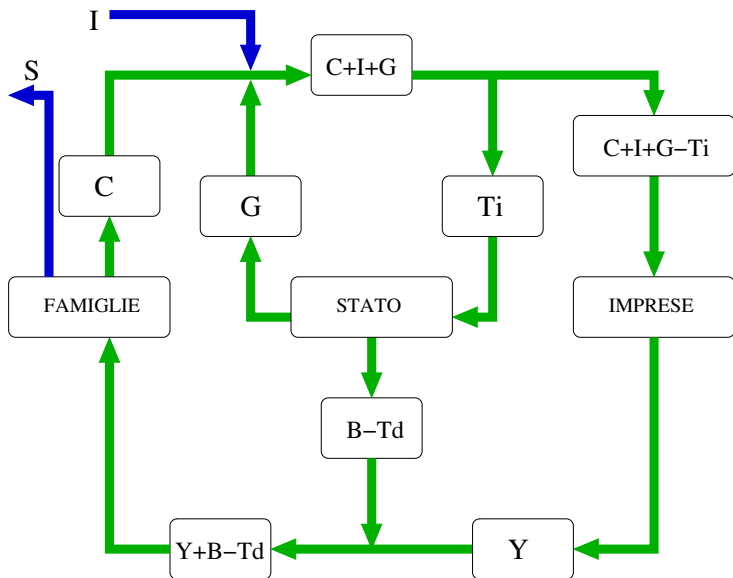 I
C+I+G
S
C+I+G−Ti
C
G
Ti
FAMIGLIE
STATO
IMPRESE
B−Td
Y+B−Td
Y